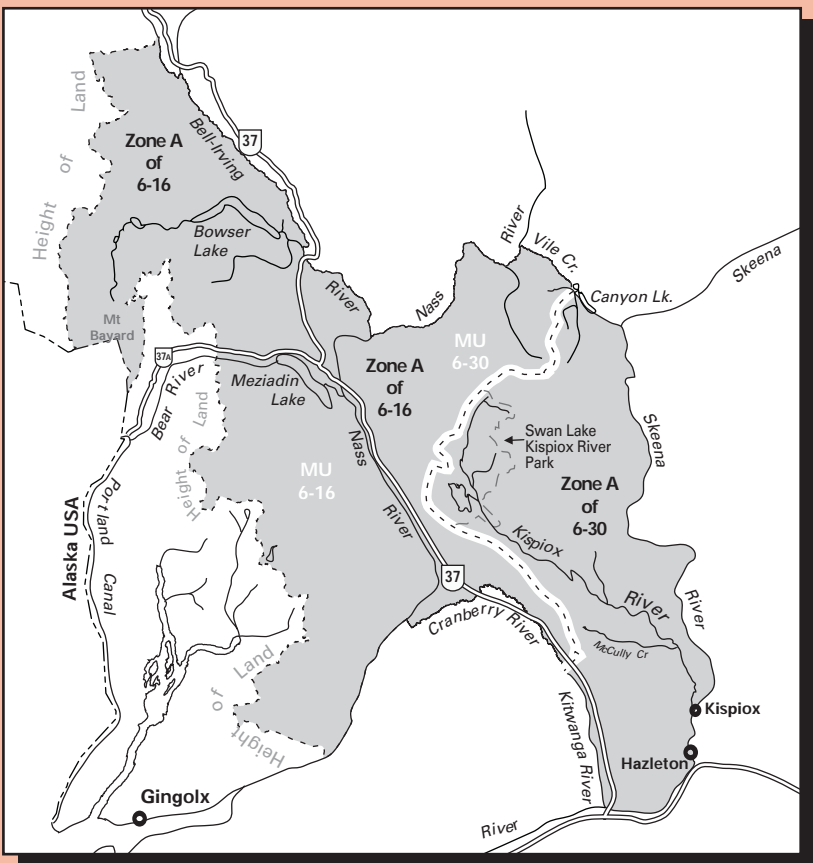 Height of Land
Zone A
of
6-16
Bell-Irving
37
Bowser
Lake
River
Mt
Bayard
37A
Bear River
Meziadin
Lake
Height of Land
Nass
River
Vile Cr.
Canyon Lk.
Skeena
MU
6-30
Zone A
of
6-16
Nass
River
MU
6-16
Swan Lake
Kispiox River
Park
Zone A
of
6-30
Skeena
River
Kispiox
River
McCully Cr
37
Cranberry River
Alaska USA
Portland
Canal
Height of Land
Kitwanga River
Kispiox
Hazleton
Gingolx
River